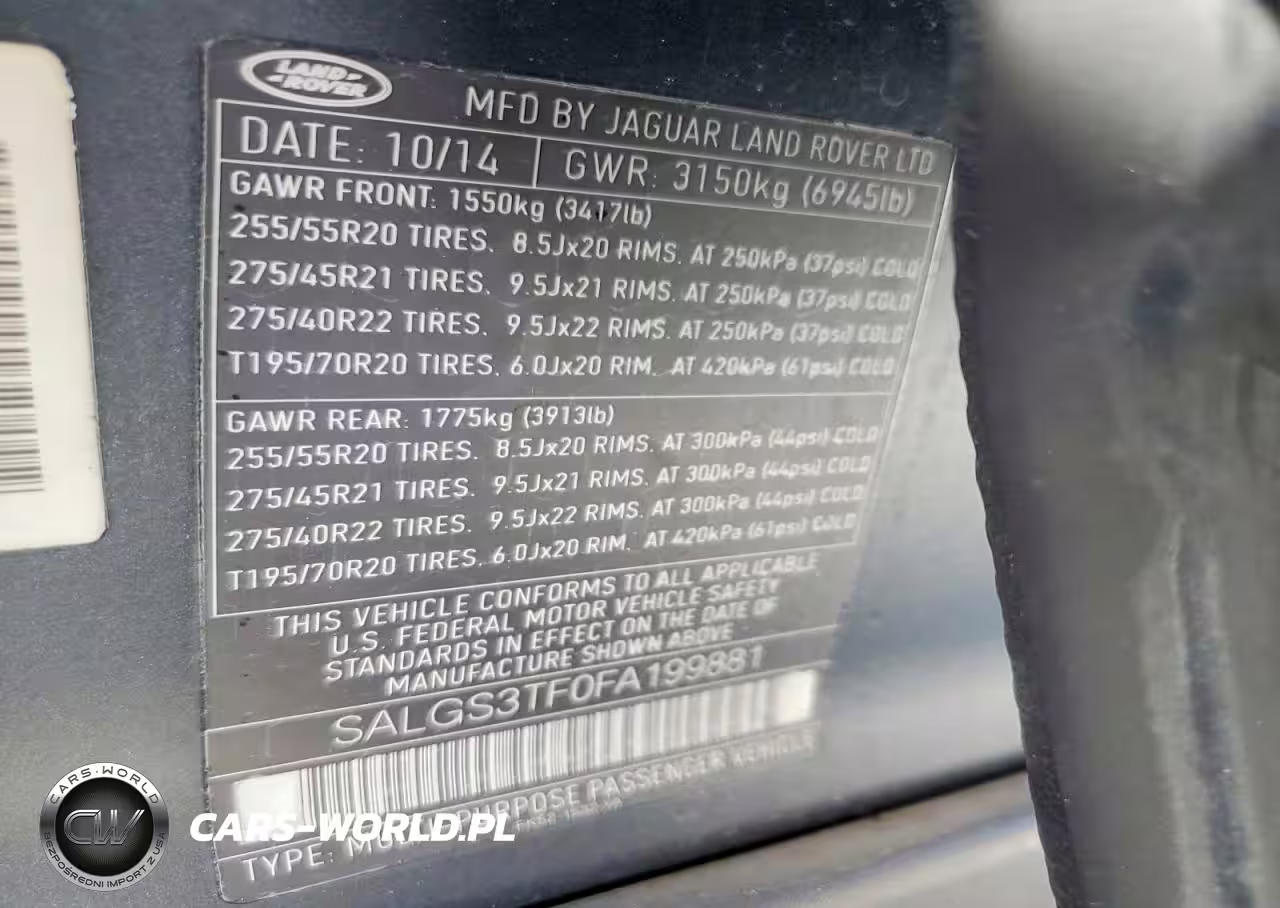 LAND ROVER
MFD BY JAGUAR LAND ROVER LTD
DATE: 10/14 GWR: 3150kg (6945lb)
GAWR FRONT: 1550kg (3417lb)
255/55R20 TIRES. 8.5Jx20 RIMS. AT 250kPa (37psi) COLD
275/45R21 TIRES. 9.5Jx21 RIMS. AT 250kPa (37psi) COLD
275/40R22 TIRES. 9.5Jx22 RIMS. AT 250kPa (37psi) COLD
T195/70R20 TIRES. 6.0Jx20 RIM. AT 420kPa (61psi) COLD
GAWR REAR: 1775kg (3913lb)
255/55R20 TIRES. 8.5Jx20 RIMS. AT 300kPa (44psi) COLD
275/45R21 TIRES. 9.5Jx21 RIMS. AT 300kPa (44psi) COLD
275/40R22 TIRES. 9.5Jx22 RIMS. AT 300kPa (44psi) COLD
T195/70R20 TIRES. 6.0Jx20 RIM. AT 420kPa (61psi) COLD
THIS VEHICLE CONFORMS TO ALL APPLICABLE
U.S. FEDERAL MOTOR VEHICLE SAFETY
STANDARDS IN EFFECT ON THE DATE OF
MANUFACTURE SHOWN ABOVE
SALGS3TF0FA199881
TYPE: PURPOSE PASSENGER VEHICLE
CARS-WORLD
CW
BEZPOŚREDNI IMPORT Z USA
CARS-WORLD.PL